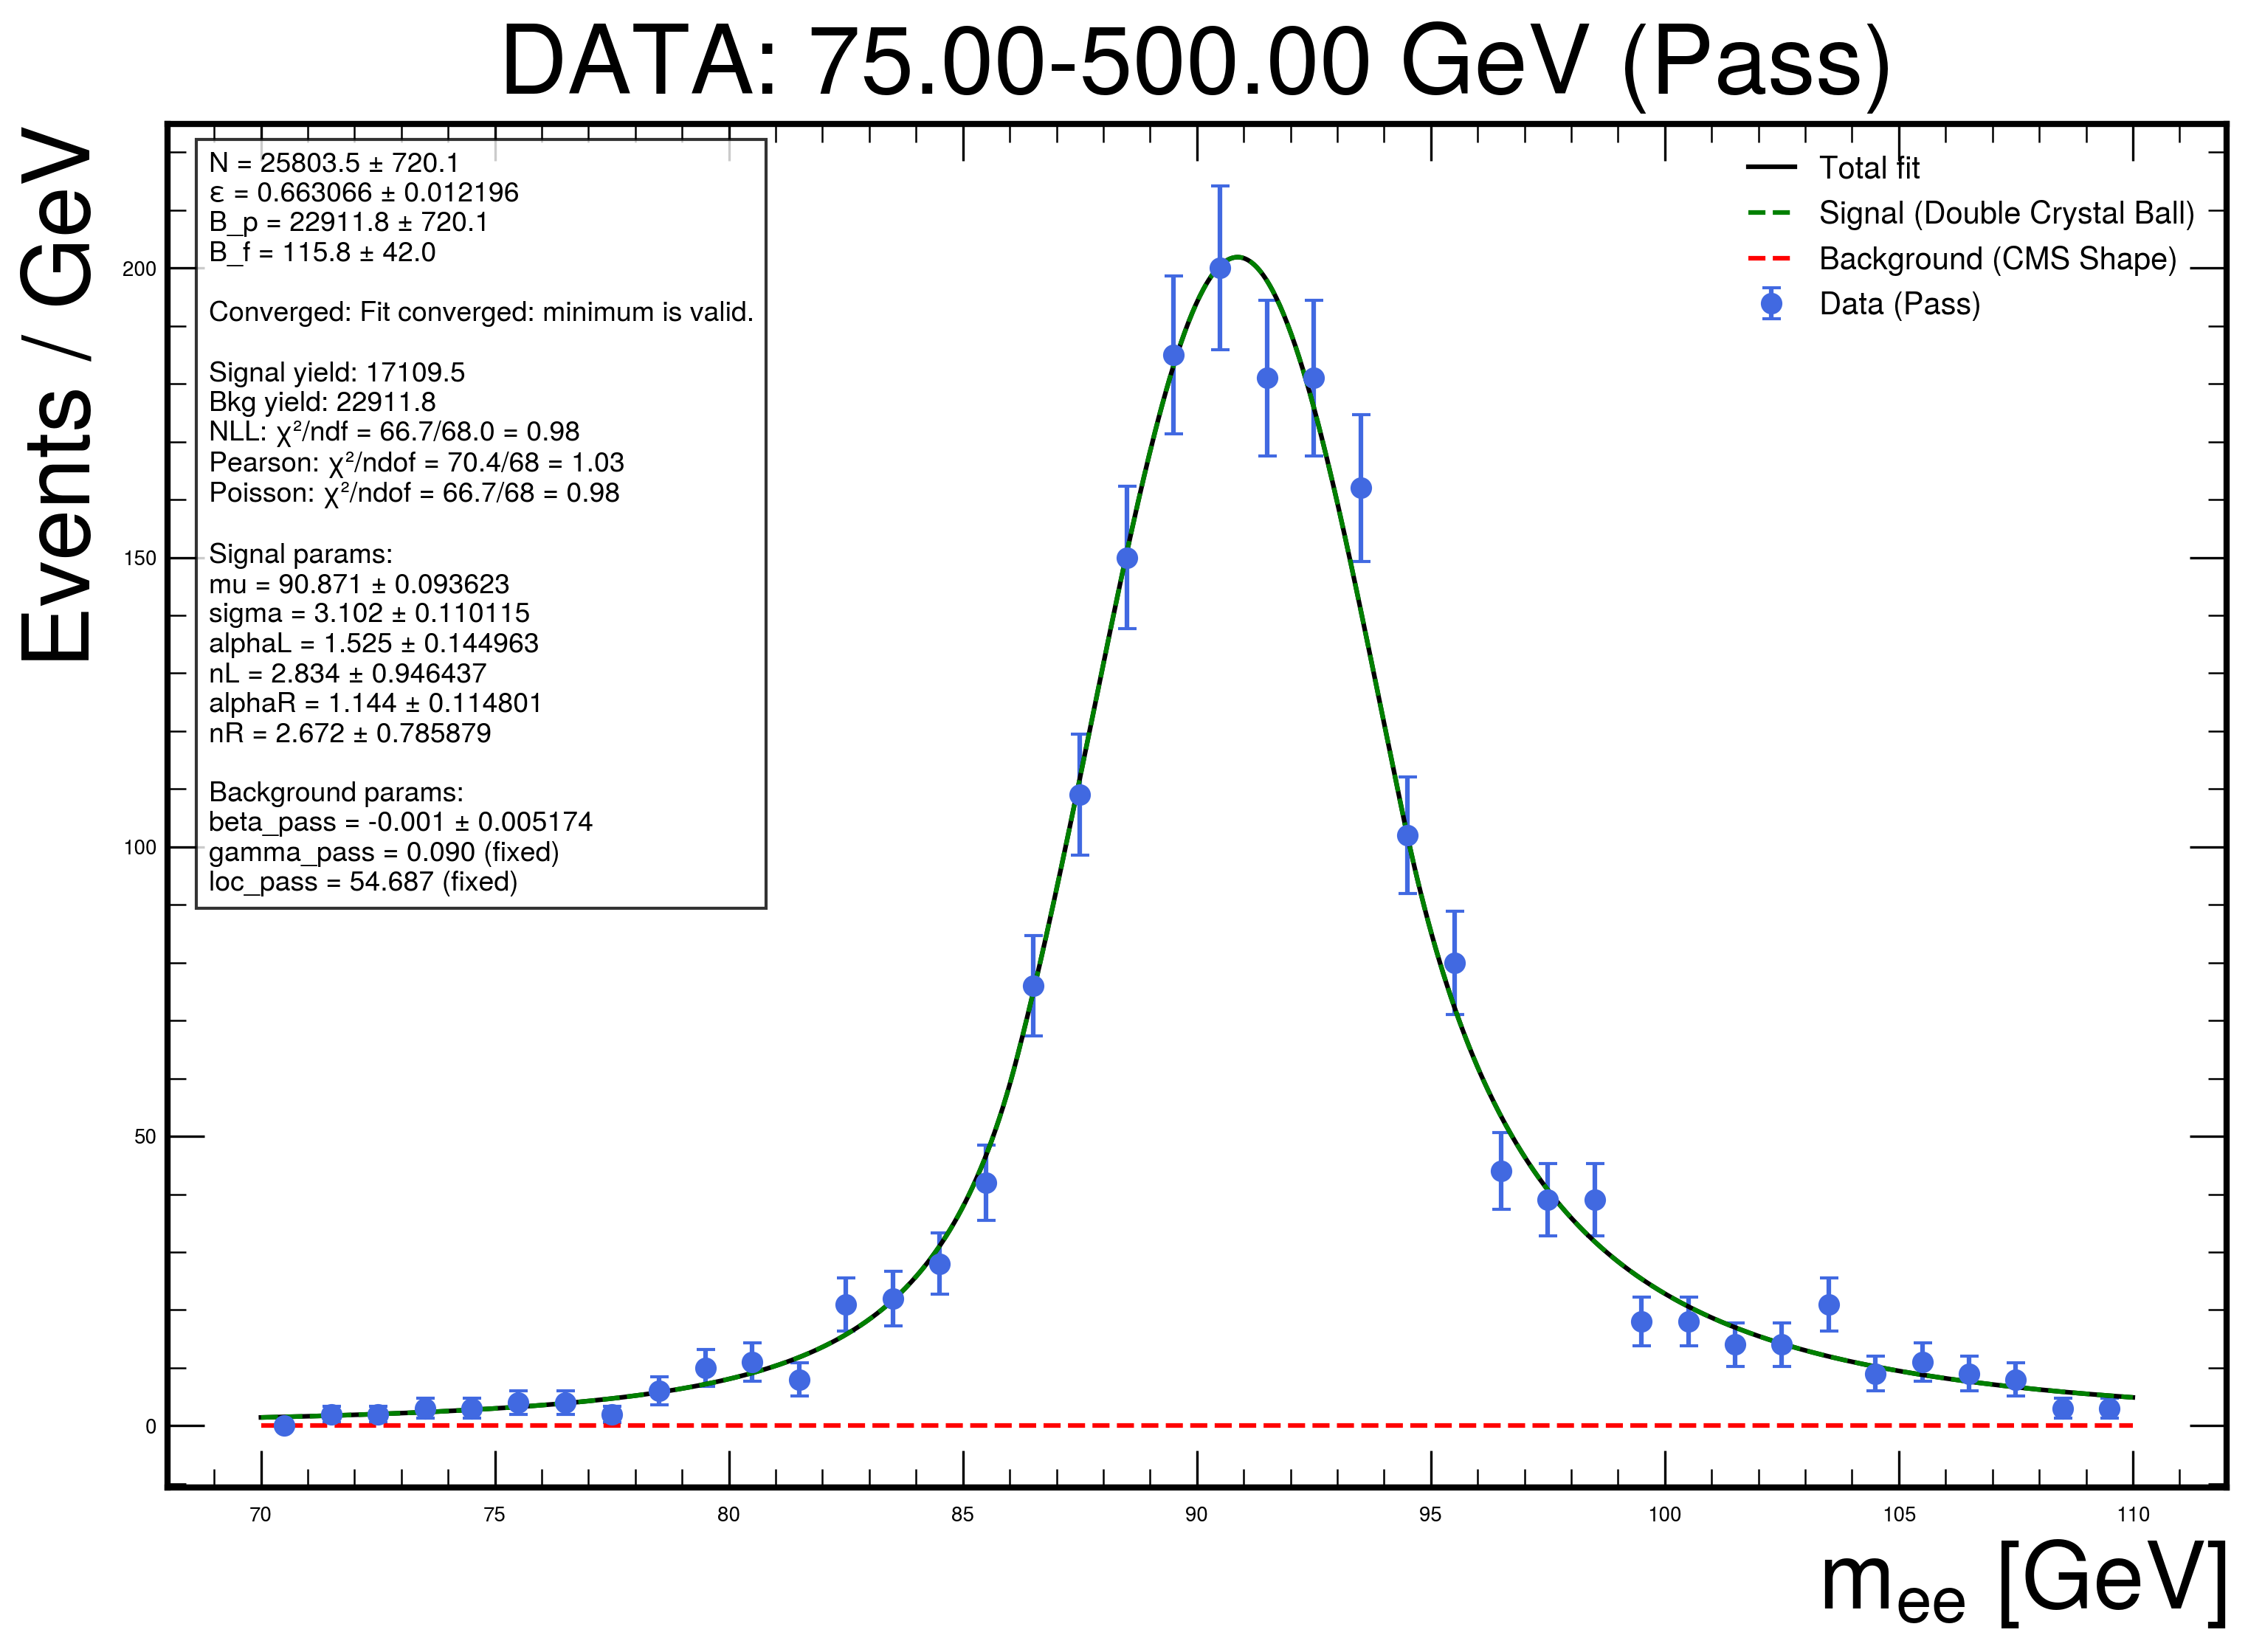 DATA: 75.00-500.00 GeV (Pass)
Events / GeV
N = 25803.5 ± 720.1
ε = 0.663066 ± 0.012196
B_p = 22911.8 ± 720.1
B_f = 115.8 ± 42.0
Converged: Fit converged: minimum is valid.
Signal yield: 17109.5
Bkg yield: 22911.8
NLL: χ²/ndf = 66.7/68.0 = 0.98
Pearson: χ²/ndof = 70.4/68 = 1.03
Poisson: χ²/ndof = 66.7/68 = 0.98
Signal params:
mu = 90.871 ± 0.093623
sigma = 3.102 ± 0.110115
alphaL = 1.525 ± 0.144963
nL = 2.834 ± 0.946437
alphaR = 1.144 ± 0.114801
nR = 2.672 ± 0.785879
Background params:
beta_pass = -0.001 ± 0.005174
gamma_pass = 0.090 (fixed)
loc_pass = 54.687 (fixed)
Total fit
Signal (Double Crystal Ball)
Background (CMS Shape)
Data (Pass)
200
150
100
50
0
70 75 80 85 90 95 100 105 110
m_ee [GeV]